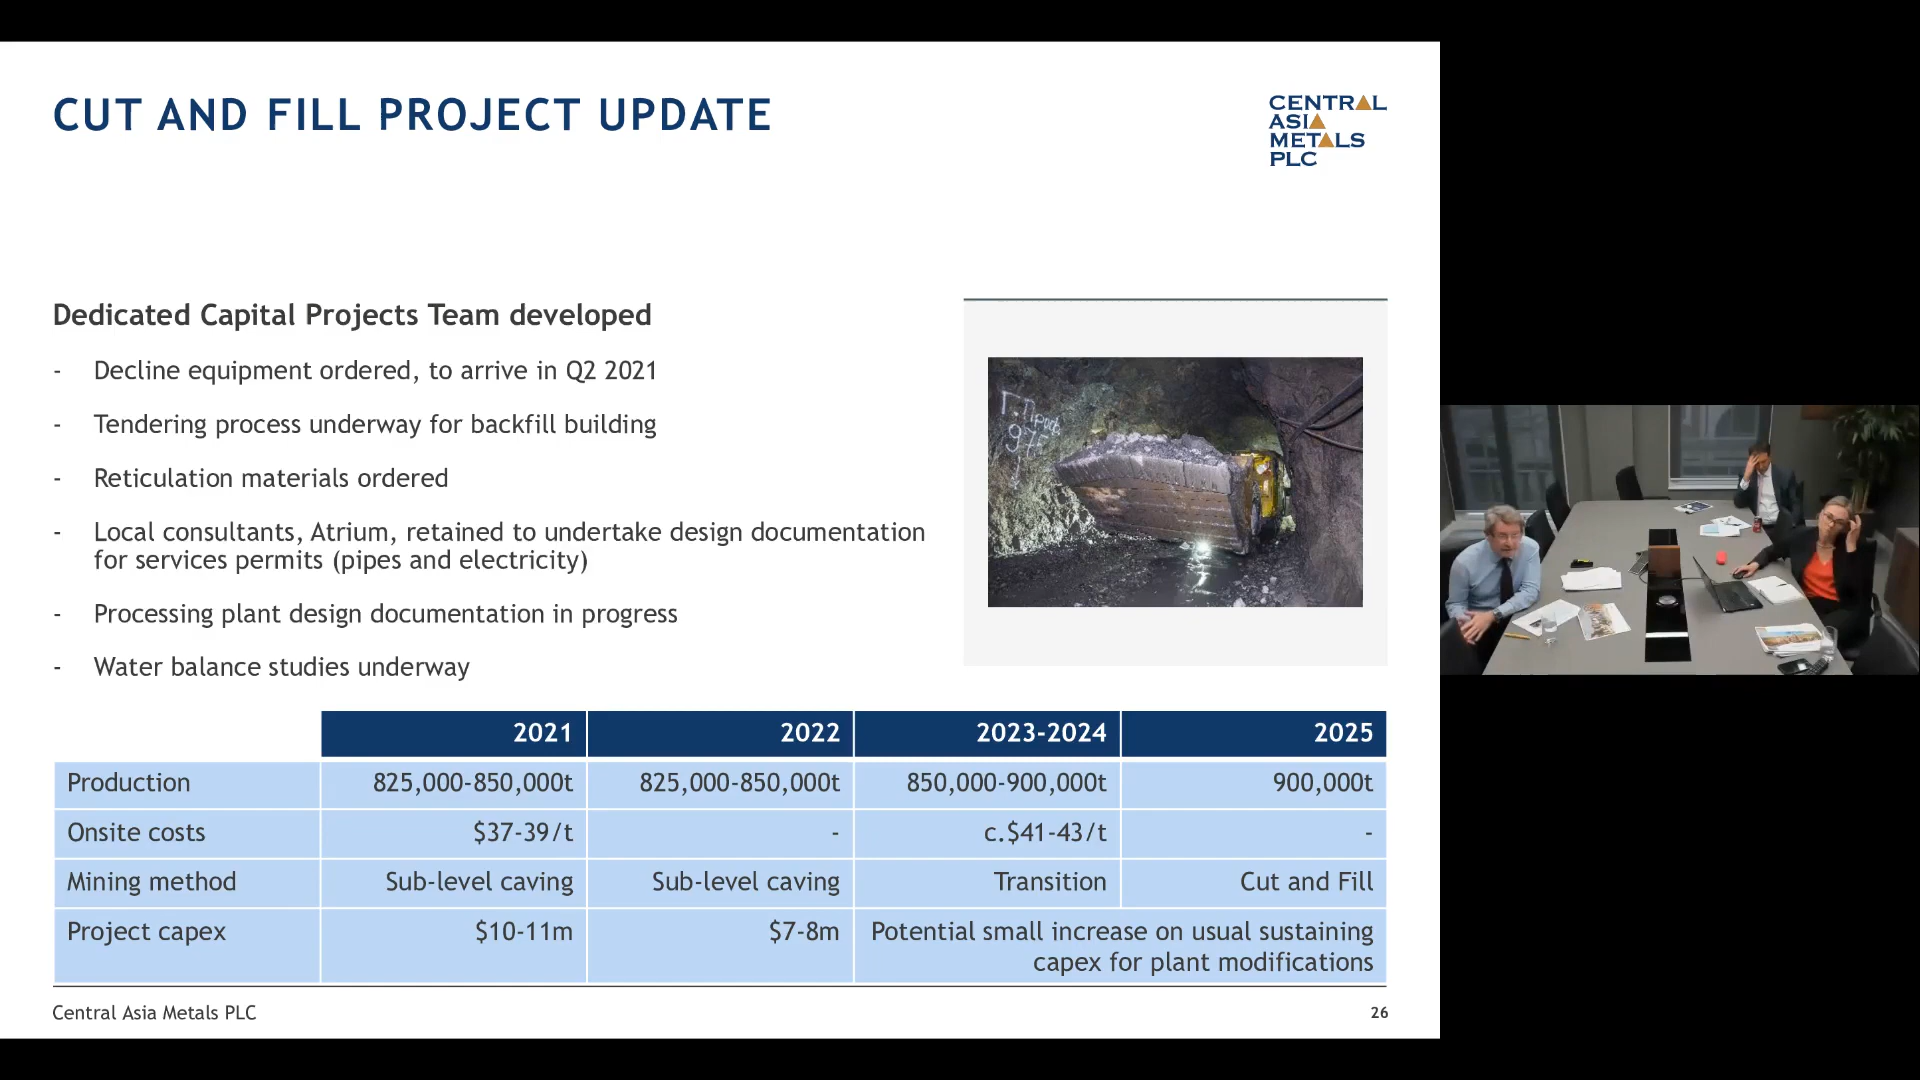 CUT AND FILL PROJECT UPDATE
CENTRAL
ASIA
METALS
PLC
Dedicated Capital Projects Team developed
- Decline equipment ordered, to arrive in Q2 2021
- Tendering process underway for backfill building
- Reticulation materials ordered
- Local consultants, Atrium, retained to undertake design documentation
for services permits (pipes and electricity)
- Processing plant design documentation in progress
- Water balance studies underway
2021 2022 2023-2024 2025
Production 825,000-850,000t 825,000-850,000t 850,000-900,000t 900,000t
Onsite costs $37-39/t - c.$41-43/t -
Mining method Sub-level caving Sub-level caving Transition Cut and Fill
Project capex $10-11m $7-8m Potential small increase on usual sustaining
capex for plant modifications
Central Asia Metals PLC 26